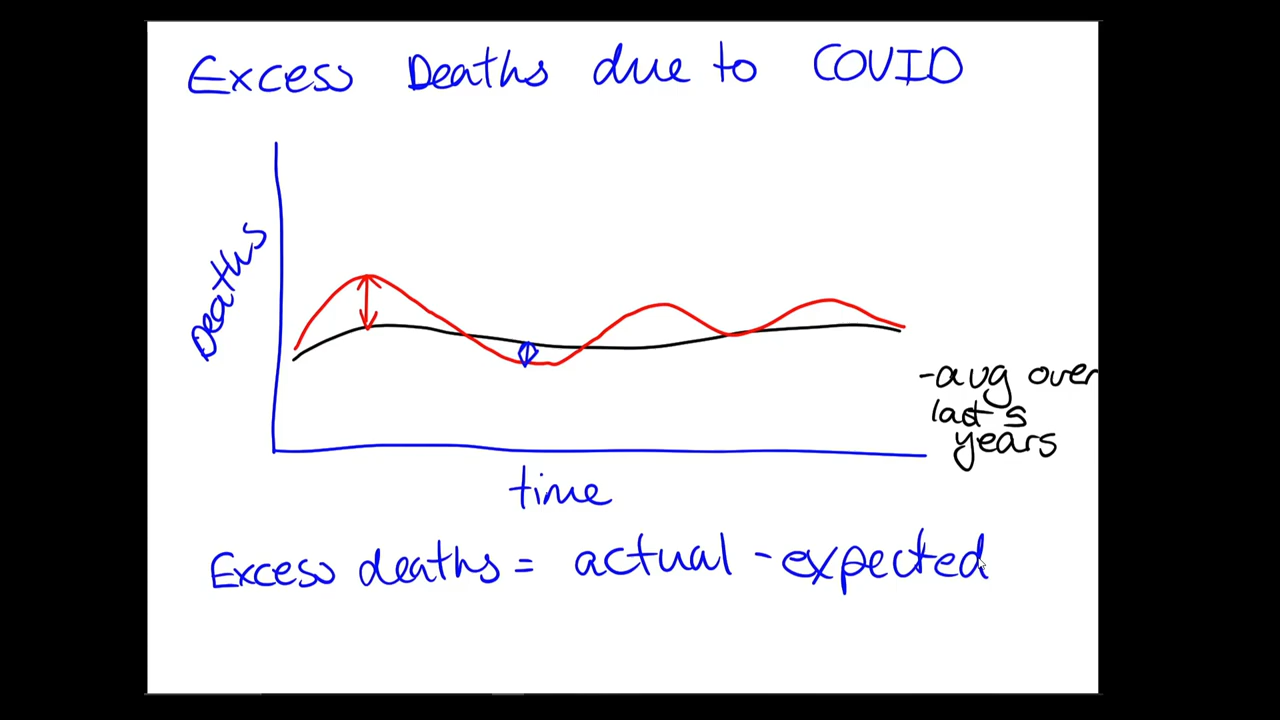 Excess Deaths due to COVID
Deaths
-avg over
last 5
years
time
Excess deaths = actual - expected